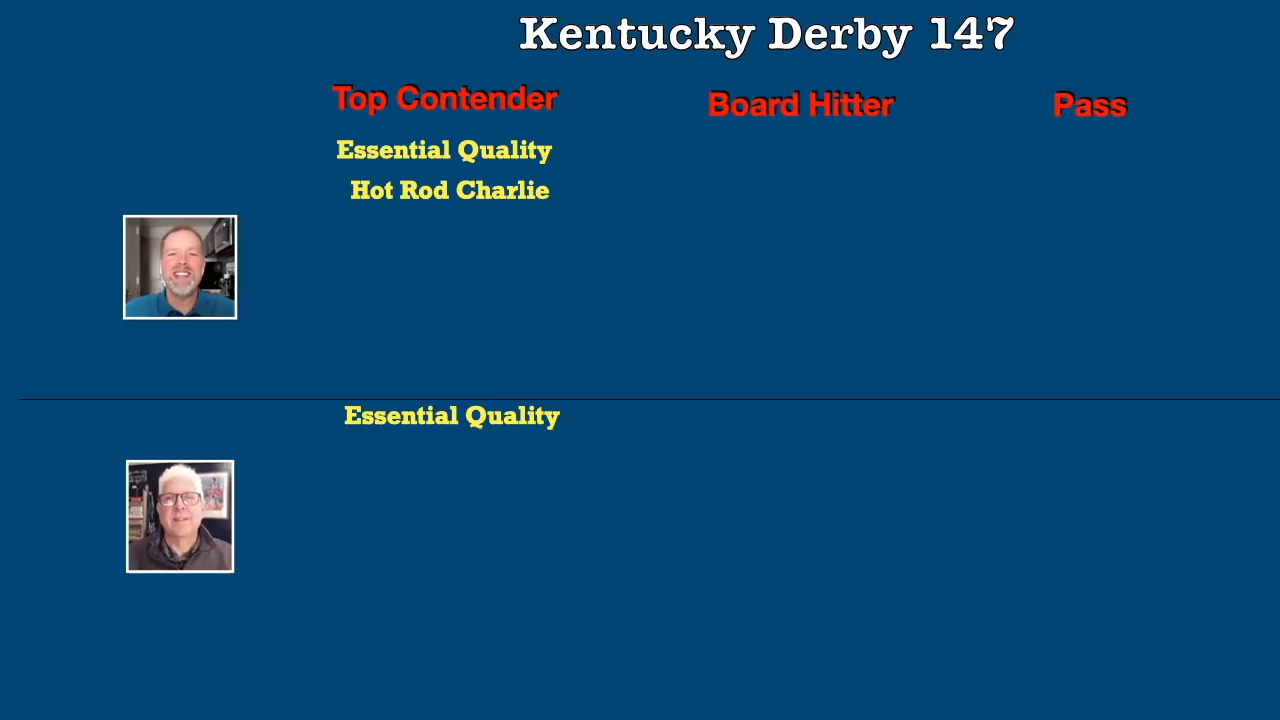 Kentucky Derby 147
Top Contender
Board Hitter
Pass
Essential Quality
Hot Rod Charlie
Essential Quality